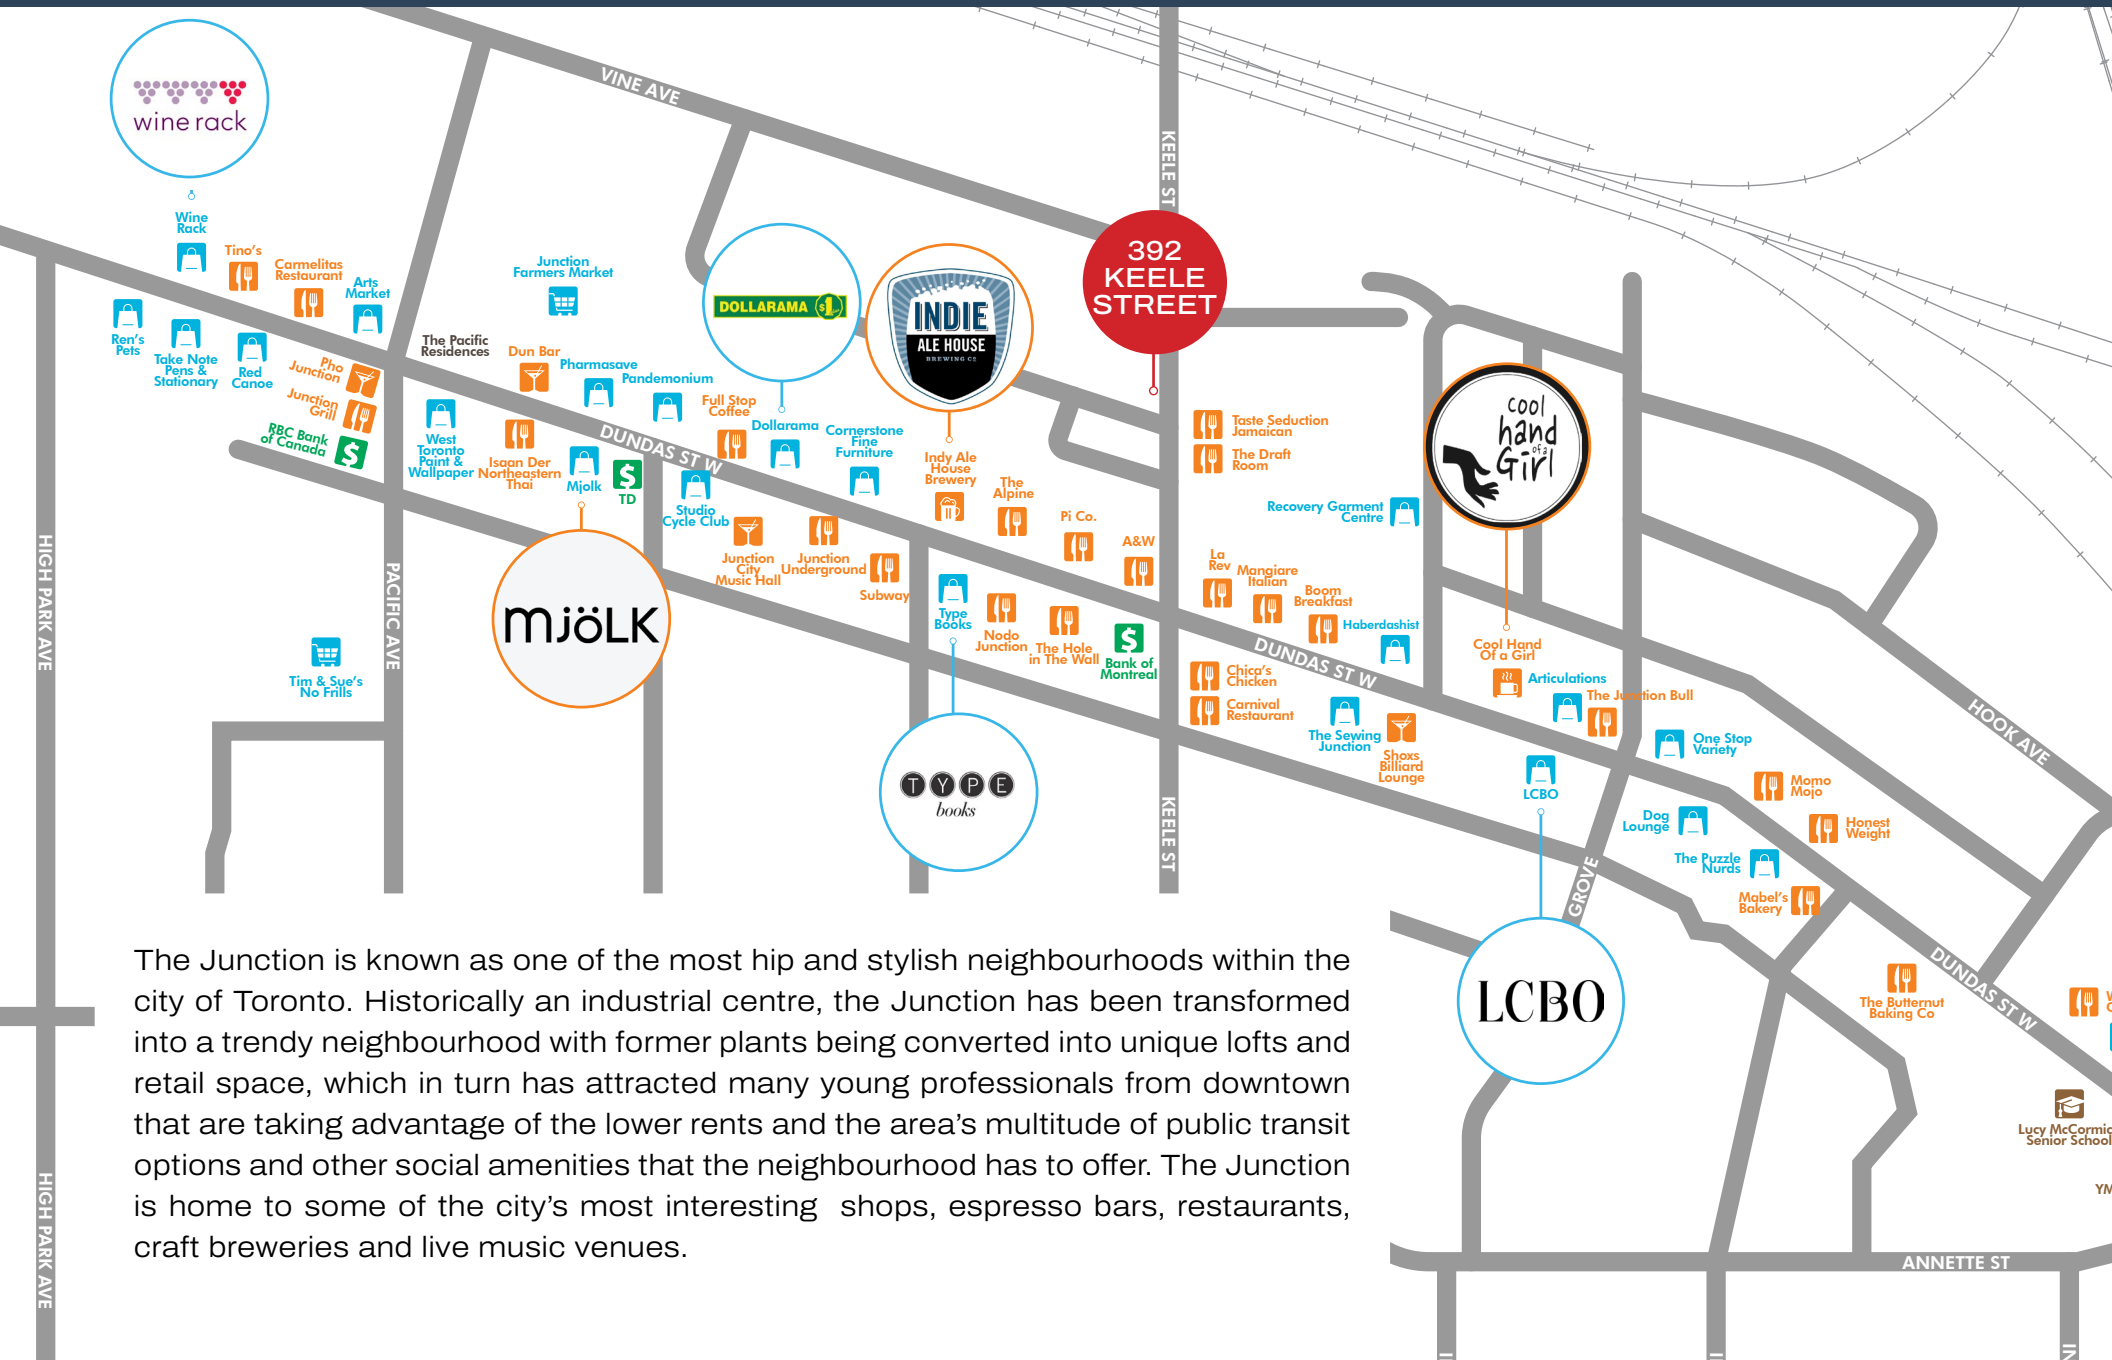 wine rack
VINE AVE
KEELE ST
Wine
Rack
Tino's
Carmelitas
Restaurant
Arts
Market
Junction
Farmers Market
DOLLARAMA $1
INDIE
ALE HOUSE
BREWING Cº
392
KEELE
STREET
Ren's
Pets
Take Note
Pens &
Stationary
Red
Canoe
Pho
Junction
Junction
Grill
RBC Bank
of Canada
The Pacific
Residences
Dun Bar
Pharmasave
Pandemonium
Full Stop
Coffee
Dollarama
Cornerstone
Fine
Furniture
West
Toronto
Paint &
Wallpaper
Isaan Der
Northeastern
Thai
Mjolk
TD
DUNDAS ST W
Studio
Cycle Club
Junction
City
Music Hall
Junction
Underground
Subway
Indy Ale
House
Brewery
The
Alpine
Pi Co.
A&W
Taste Seduction
Jamaican
The Draft
Room
Recovery Garment
Centre
cool
hand
of a
Girl
La
Rev
Mangiare
Italian
Boom
Breakfast
Haberdashist
HIGH PARK AVE
PACIFIC AVE
mjöLK
Type
Books
Nodo
Junction
The Hole
in The Wall
Bank of
Montreal
Chica's
Chicken
Carnival
Restaurant
DUNDAS ST W
Cool Hand
Of a Girl
Articulations
The Junction Bull
Tim & Sue's
No Frills
The Sewing
Junction
Shoxs
Billiard
Lounge
LCBO
One Stop
Variety
HOOK AVE
Momo
Mojo
Honest
Weight
Dog
Lounge
The Puzzle
Nurds
Mabel's
Bakery
TYPE
books
KEELE ST
GROVE
LCBO
DUNDAS ST W
The Butternut
Baking Co
Lucy McCormic
Senior School
YM
The Junction is known as one of the most hip and stylish neighbourhoods within the
city of Toronto. Historically an industrial centre, the Junction has been transformed
into a trendy neighbourhood with former plants being converted into unique lofts and
retail space, which in turn has attracted many young professionals from downtown
that are taking advantage of the lower rents and the area's multitude of public transit
options and other social amenities that the neighbourhood has to offer. The Junction
is home to some of the city's most interesting shops, espresso bars, restaurants,
craft breweries and live music venues.
HIGH PARK AVE
ANNETTE ST